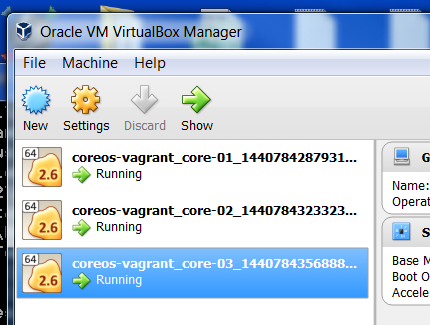 Oracle VM VirtualBox Manager
File Machine Help
New Settings Discard Show
64
2.6
coreos-vagrant_core-01_1440784287931...
Running
64
2.6
coreos-vagrant_core-02_1440784323323...
Running
64
2.6
coreos-vagrant_core-03_1440784356888...
Running
G
Name:
Operat
S
Base M
Boot O
Acceler